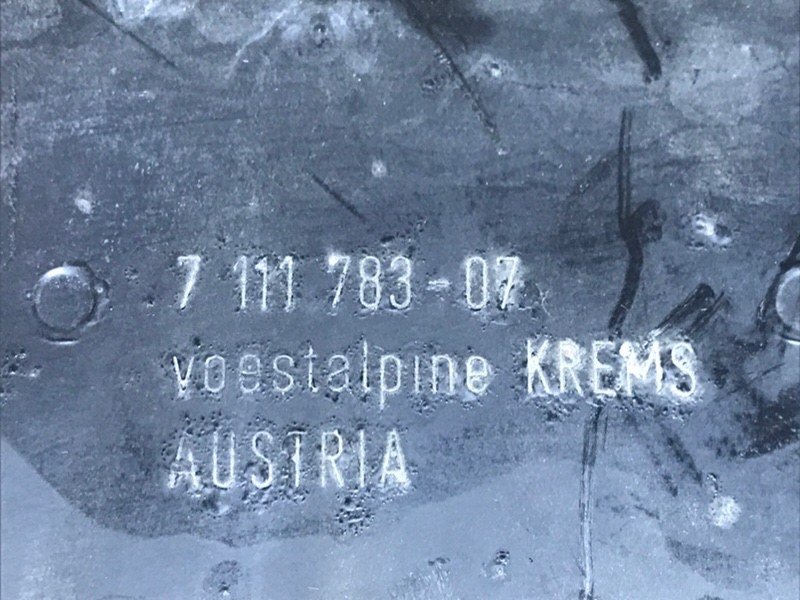 7 111 783-07
voestalpine KREMS
AUSTRIA